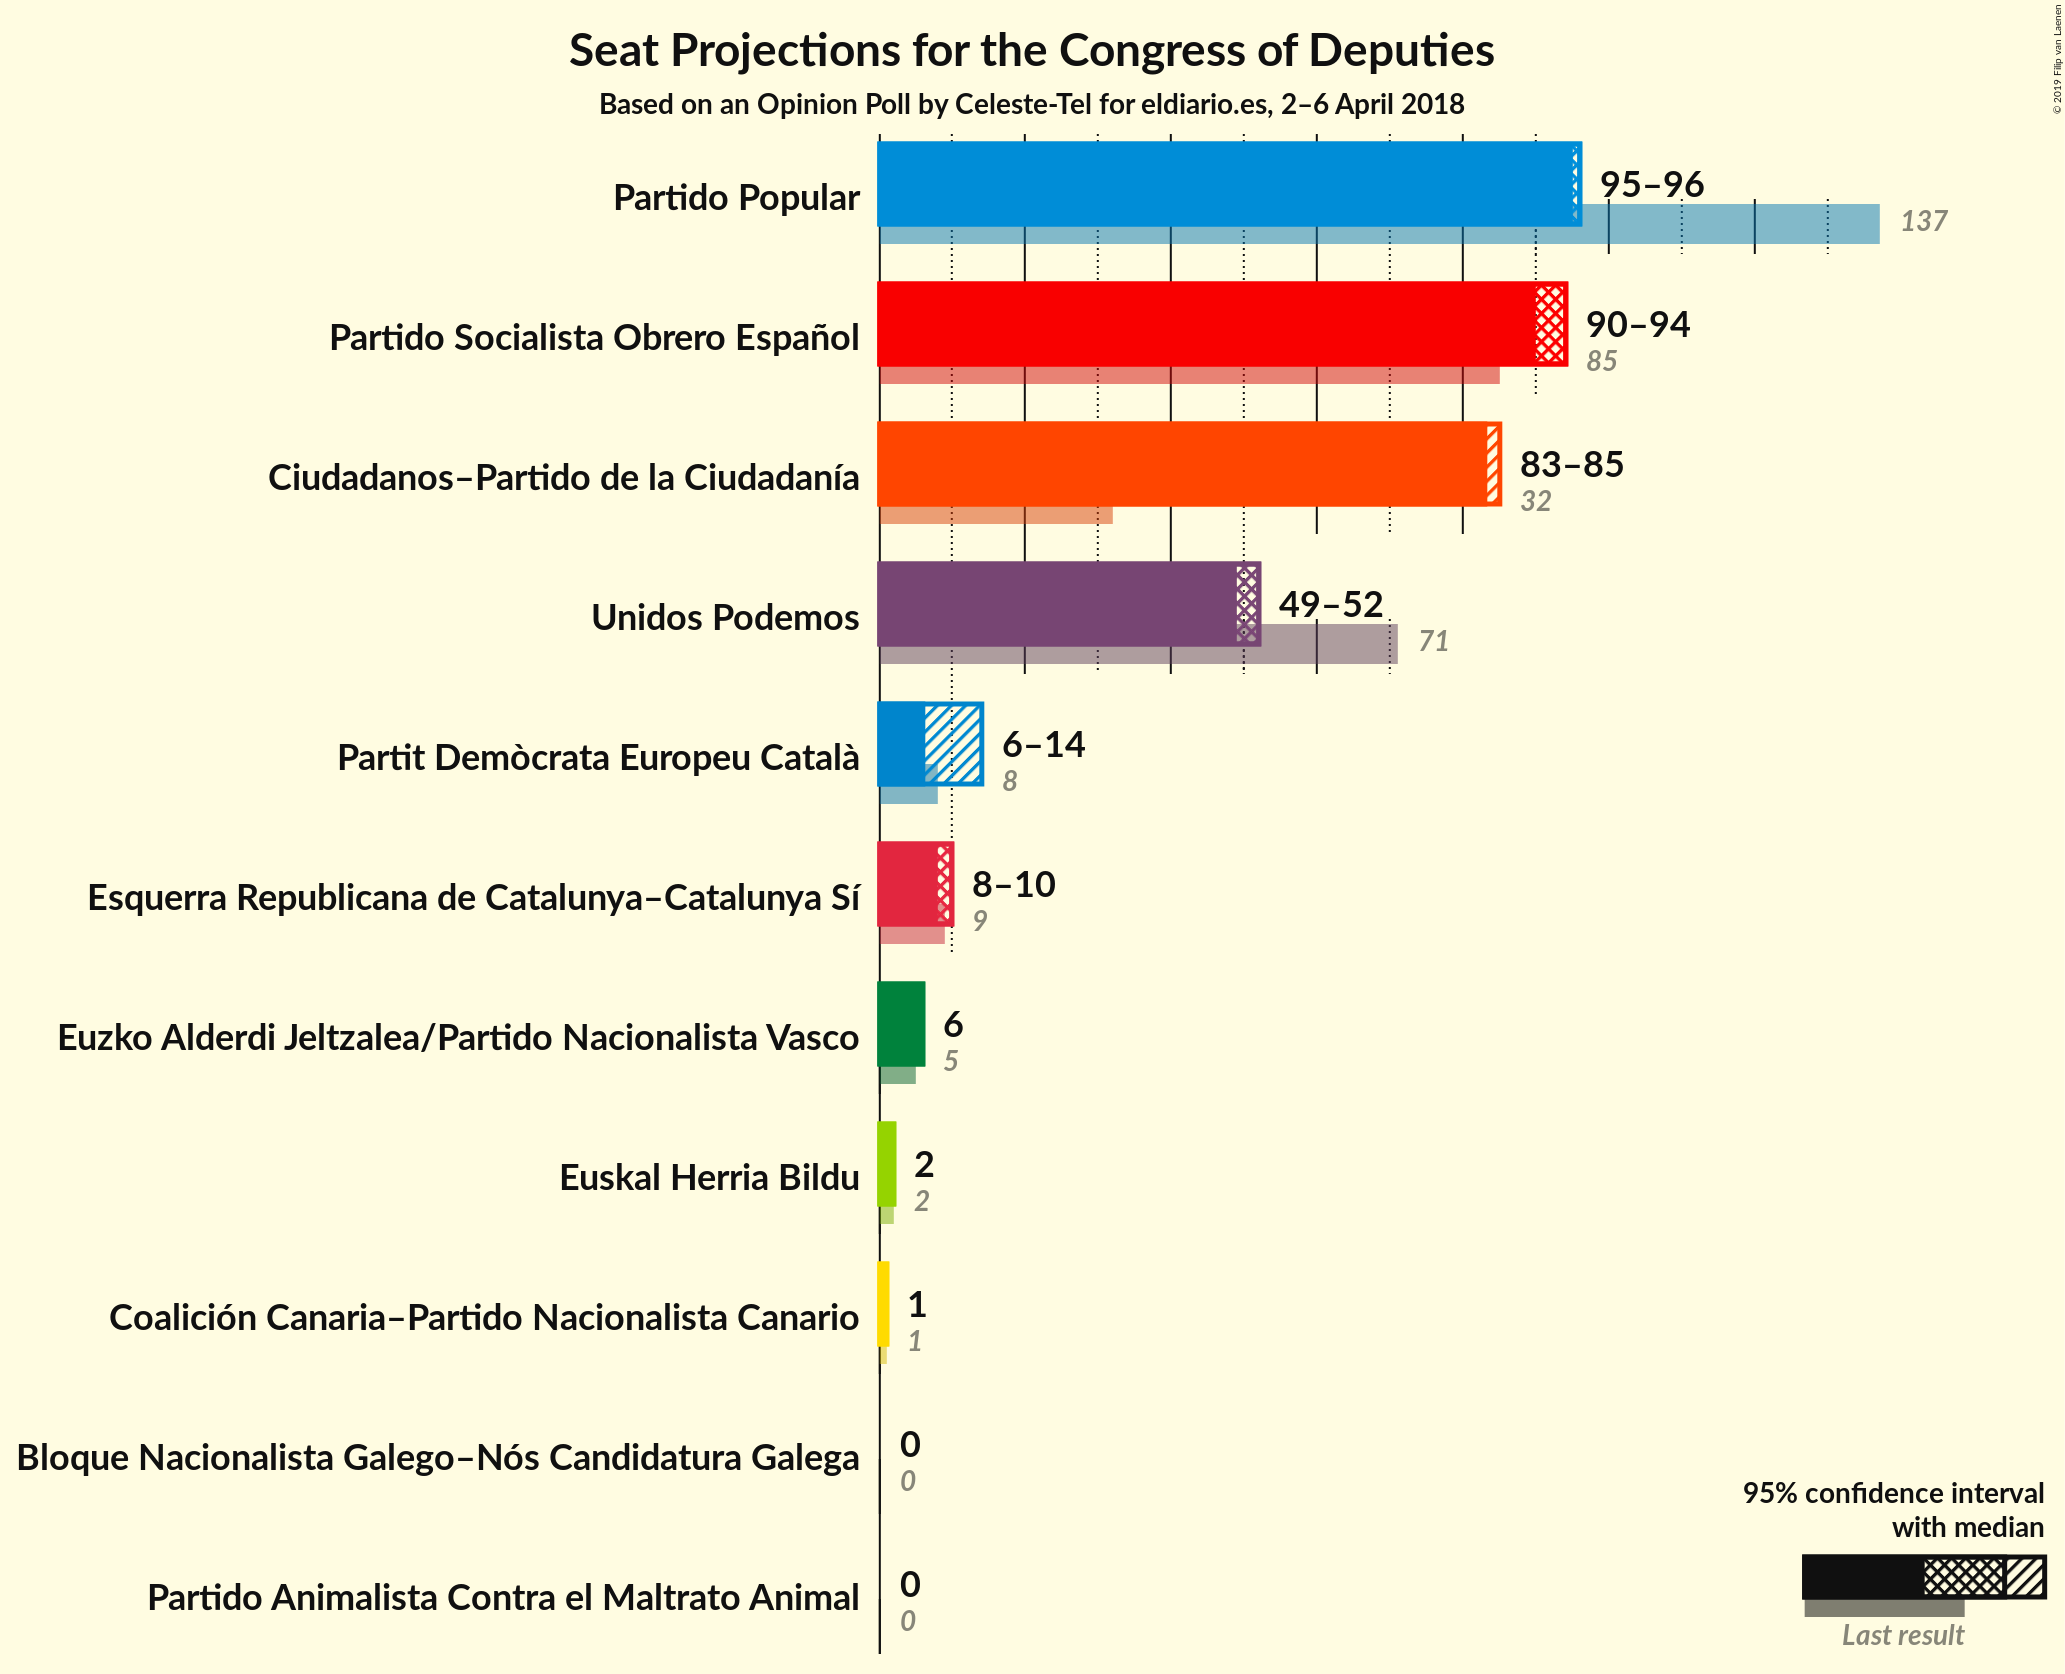 Seat Projections for the Congress of Deputies
Based on an Opinion Poll by Celeste-Tel for eldiario.es, 2–6 April 2018
© 2019 Filip van Laenen
Partido Popular
95–96
137
Partido Socialista Obrero Español
90–94
85
Ciudadanos–Partido de la Ciudadanía
83–85
32
Unidos Podemos
49–52
71
Partit Demòcrata Europeu Català
6–14
8
Esquerra Republicana de Catalunya–Catalunya Sí
8–10
9
Euzko Alderdi Jeltzalea/Partido Nacionalista Vasco
6
5
Euskal Herria Bildu
2
2
Coalición Canaria–Partido Nacionalista Canario
1
1
Bloque Nacionalista Galego–Nós Candidatura Galega
0
0
Partido Animalista Contra el Maltrato Animal
0
0
95% confidence interval
with median
Last result